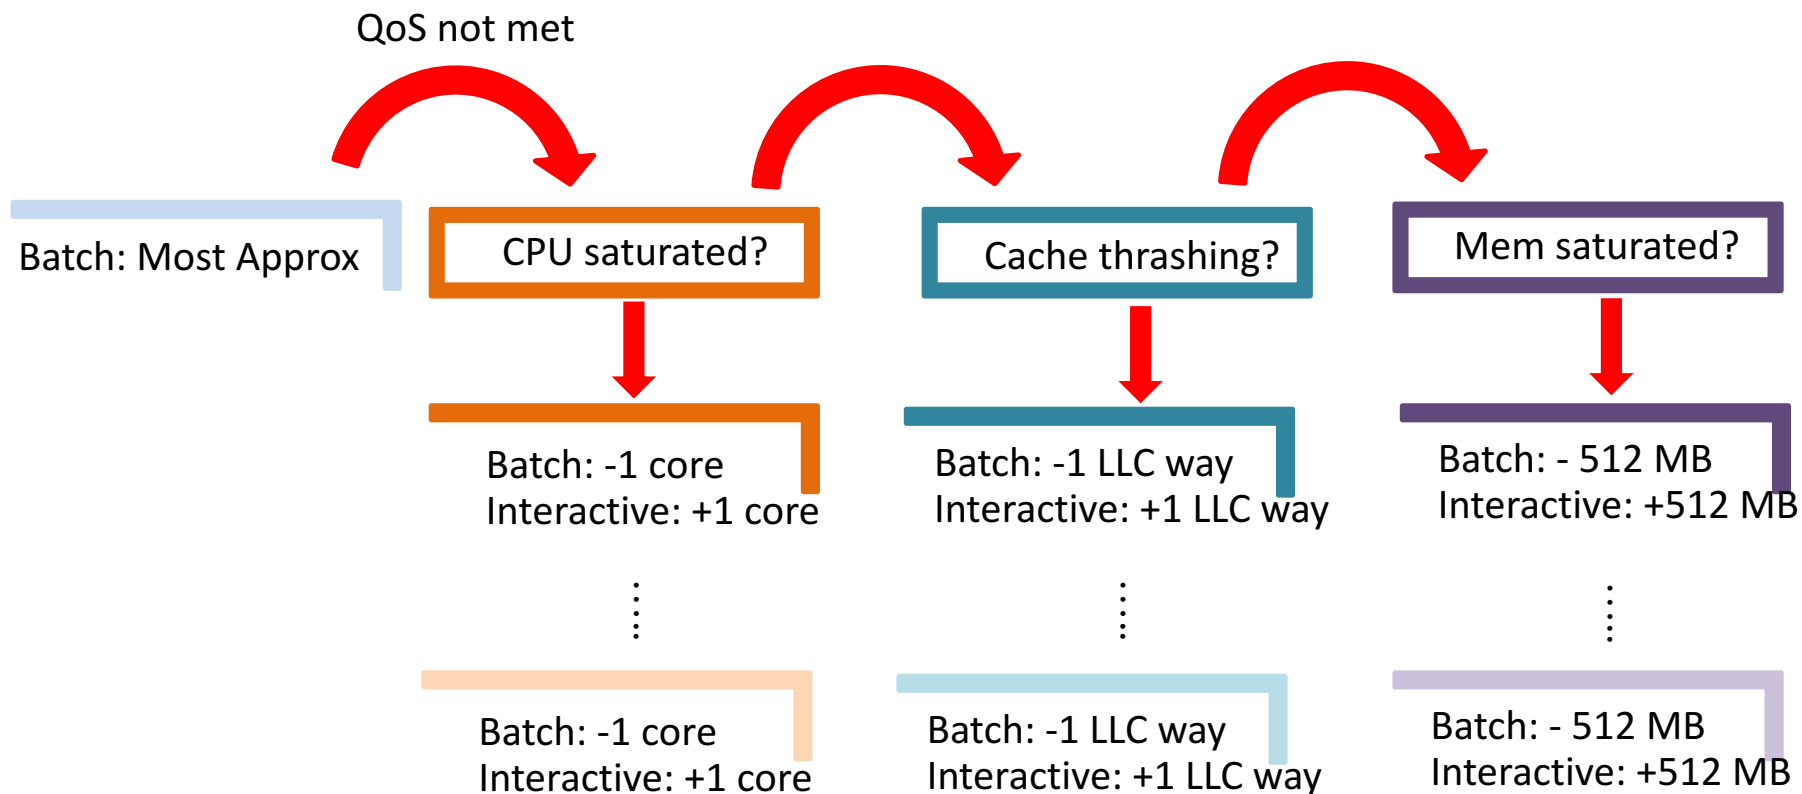 QoS not met
Batch: Most Approx
CPU saturated?
Cache thrashing?
Mem saturated?
Batch: -1 core
Interactive: +1 core
Batch: -1 LLC way
Interactive: +1 LLC way
Batch: - 512 MB
Interactive: +512 MB
Batch: -1 core
Interactive: +1 core
Batch: -1 LLC way
Interactive: +1 LLC way
Batch: - 512 MB
Interactive: +512 MB